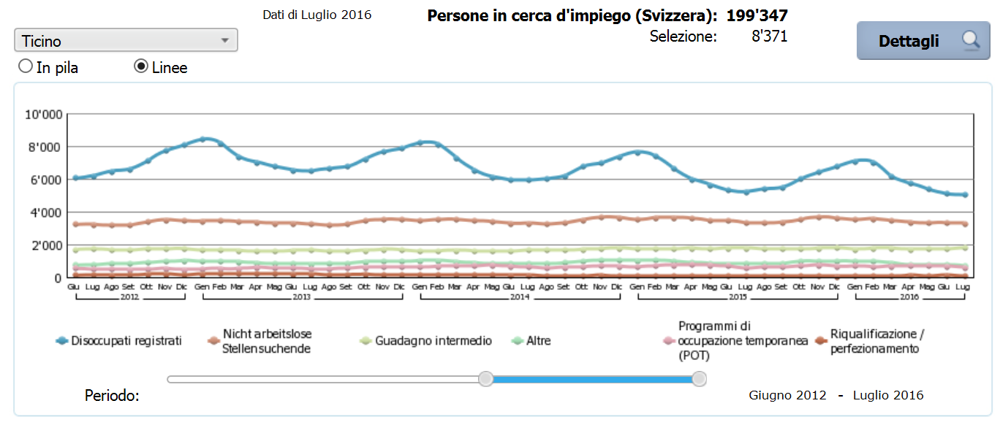 Dati di Luglio 2016
Persone in cerca d'impiego (Svizzera): 199'347
Ticino
Selezione: 8'371
Dettagli
In pila
Linee
10'000
8'000
6'000
4'000
2'000
0
Giu Lug Ago Set Ott Nov Dic Gen Feb Mar Apr Mag Giu Lug Ago Set Ott Nov Dic Gen Feb Mar Apr Mag Giu Lug Ago Set Ott Nov Dic Gen Feb Mar Apr Mag Giu Lug Ago Set Ott Nov Dic Gen Feb Mar Apr Mag Giu Lug
2012 2013 2014 2015 2016
Disoccupati registrati
Nicht arbeitslose
Stellensuchende
Guadagno intermedio
Altre
Programmi di
occupazione temporanea
(POT)
Riqualificazione /
perfezionamento
Periodo:
Giugno 2012 - Luglio 2016